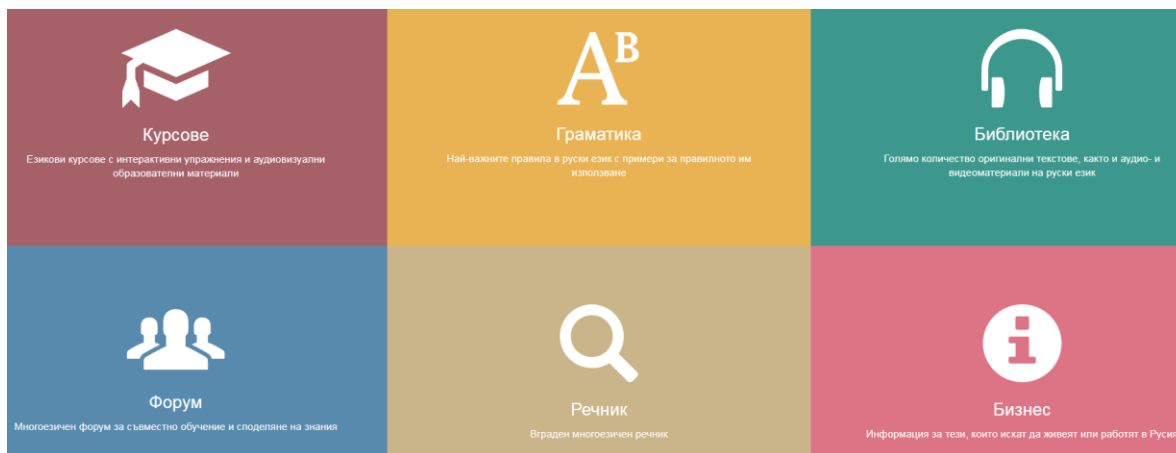 Курсове
Езикови курсове с интерактивни упражнения и аудиовизуални
образователни материали
Граматика
Най-важните правила в руски език с примери за правилното им
използване
Библиотека
Голямо количество оригинални текстове, както и аудио- и
видеоматериали на руски език
Форум
Многоезичен форум за съвместно обучение и споделяне на знания
Речник
Вграден многоезичен речник
Бизнес
Информация за тези, които искат да живеят или работят в Русия